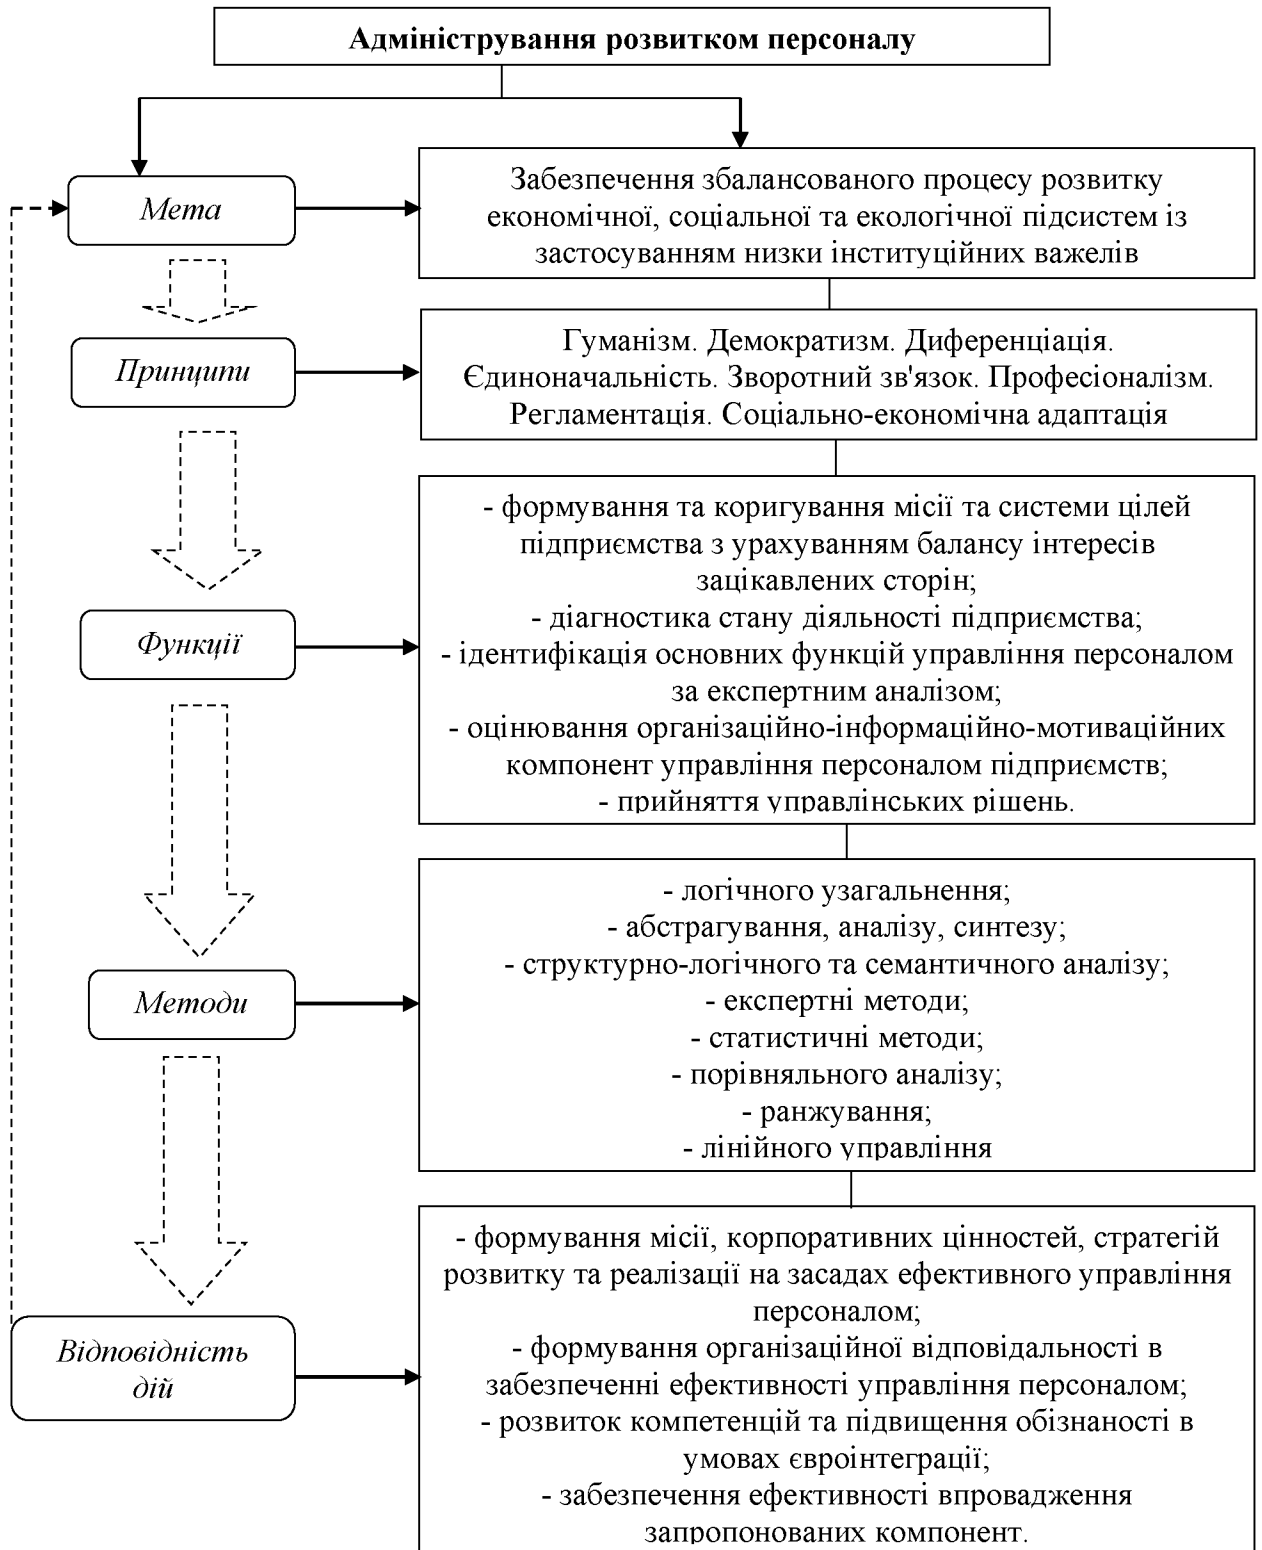 Адміністрування розвитком персоналу
Мета
Забезпечення збалансованого процесу розвитку
економічної, соціальної та екологічної підсистем із
застосуванням низки інституційних важелів
Принципи
Гуманізм. Демократизм. Диференціація.
Єдиноначальність. Зворотний зв'язок. Професіоналізм.
Регламентація. Соціально-економічна адаптація
Функції
- формування та коригування місії та системи цілей
підприємства з урахуванням балансу інтересів
зацікавлених сторін;
- діагностика стану діяльності підприємства;
- ідентифікація основних функцій управління персоналом
за експертним аналізом;
- оцінювання організаційно-інформаційно-мотиваційних
компонент управління персоналом підприємств;
- прийняття управлінських рішень.
Методи
- логічного узагальнення;
- абстрагування, аналізу, синтезу;
- структурно-логічного та семантичного аналізу;
- експертні методи;
- статистичні методи;
- порівняльного аналізу;
- ранжування;
- лінійного управління
Відповідність
дій
- формування місії, корпоративних цінностей, стратегій
розвитку та реалізації на засадах ефективного управління
персоналом;
- формування організаційної відповідальності в
забезпеченні ефективності управління персоналом;
- розвиток компетенцій та підвищення обізнаності в
умовах євроінтеграції;
- забезпечення ефективності впровадження
запропонованих компонент.